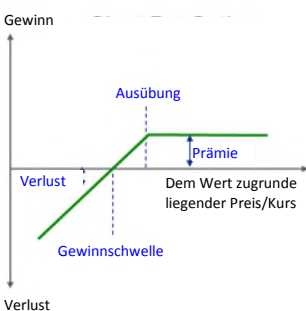 Gewinn
Ausübung
Prämie
Verlust
Dem Wert zugrunde
liegender Preis/Kurs
Gewinnschwelle
Verlust